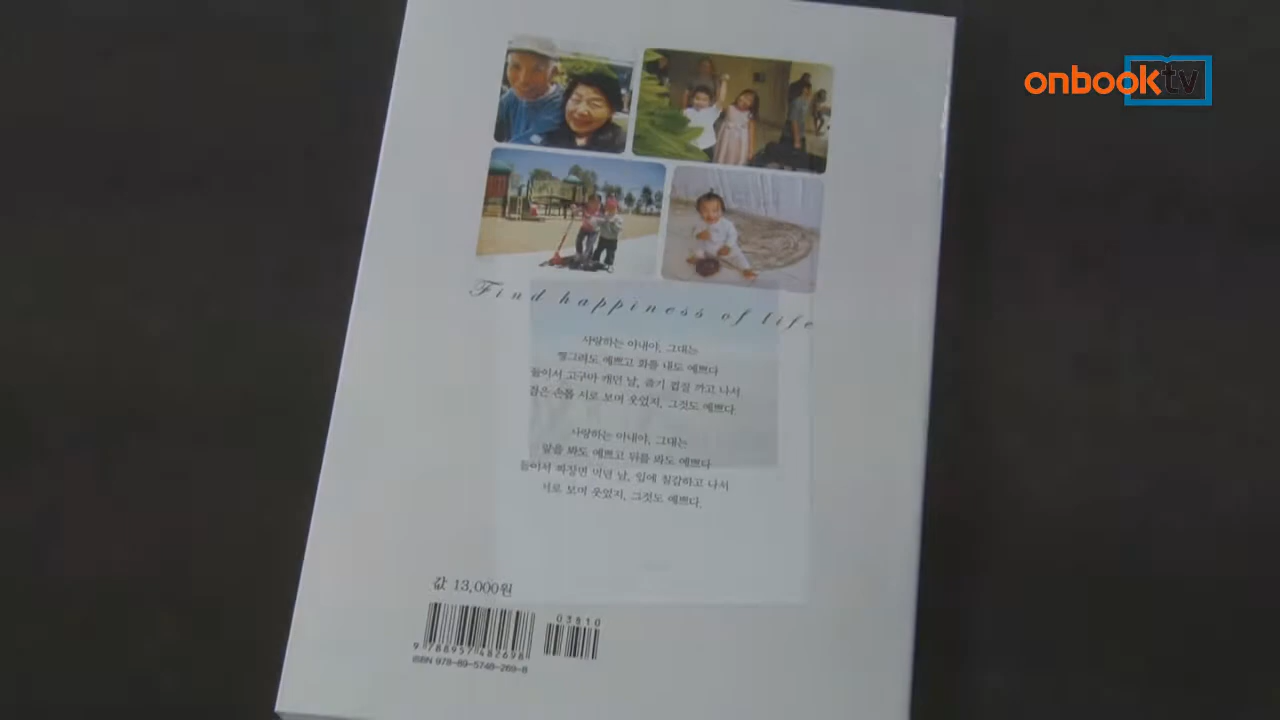 onbooktv
Find happiness of life
사랑하는 아내야, 그대는
찡그려도 예쁘고 화를 내도 예쁘다
둘이서 고구마 캐던 날, 줄기 껍질 까고 나서
검은 손톱 서로 보며 웃었지, 그것도 예쁘다.
사랑하는 아내야, 그대는
앞을 봐도 예쁘고 뒤를 봐도 예쁘다
둘이서 짜장면 먹던 날, 입에 칠갑하고 나서
서로 보며 웃었지, 그것도 예쁘다.
값 13,000원
03810
9 788957 482698
ISBN 978-89-5748-269-8